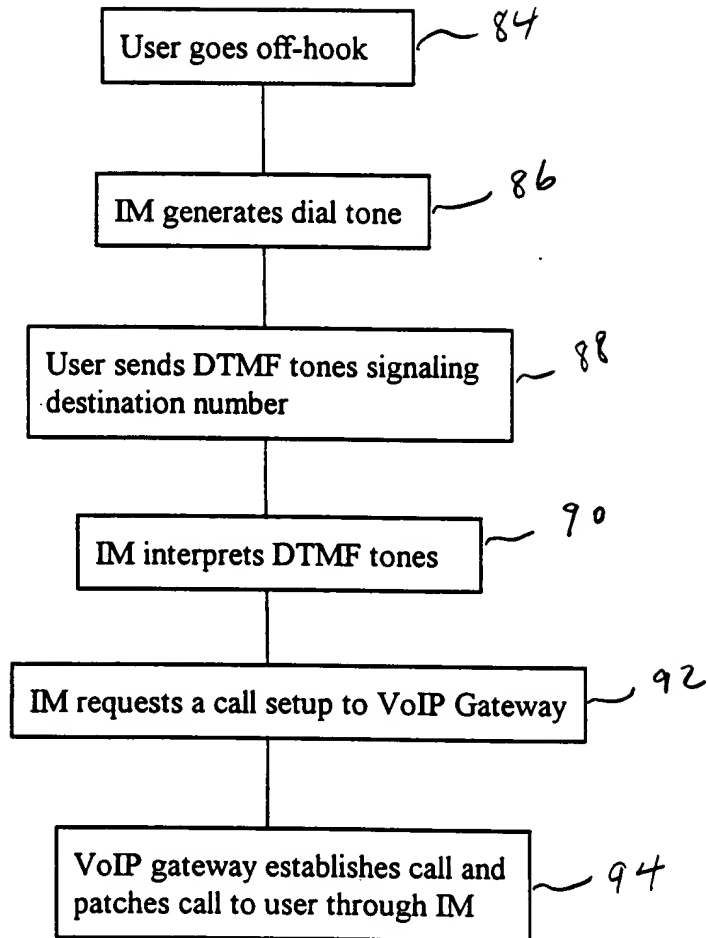 User goes off-hook
84
IM generates dial tone
86
User sends DTMF tones signaling
destination number
88
IM interprets DTMF tones
90
IM requests a call setup to VoIP Gateway
92
VoIP gateway establishes call and
patches call to user through IM
94